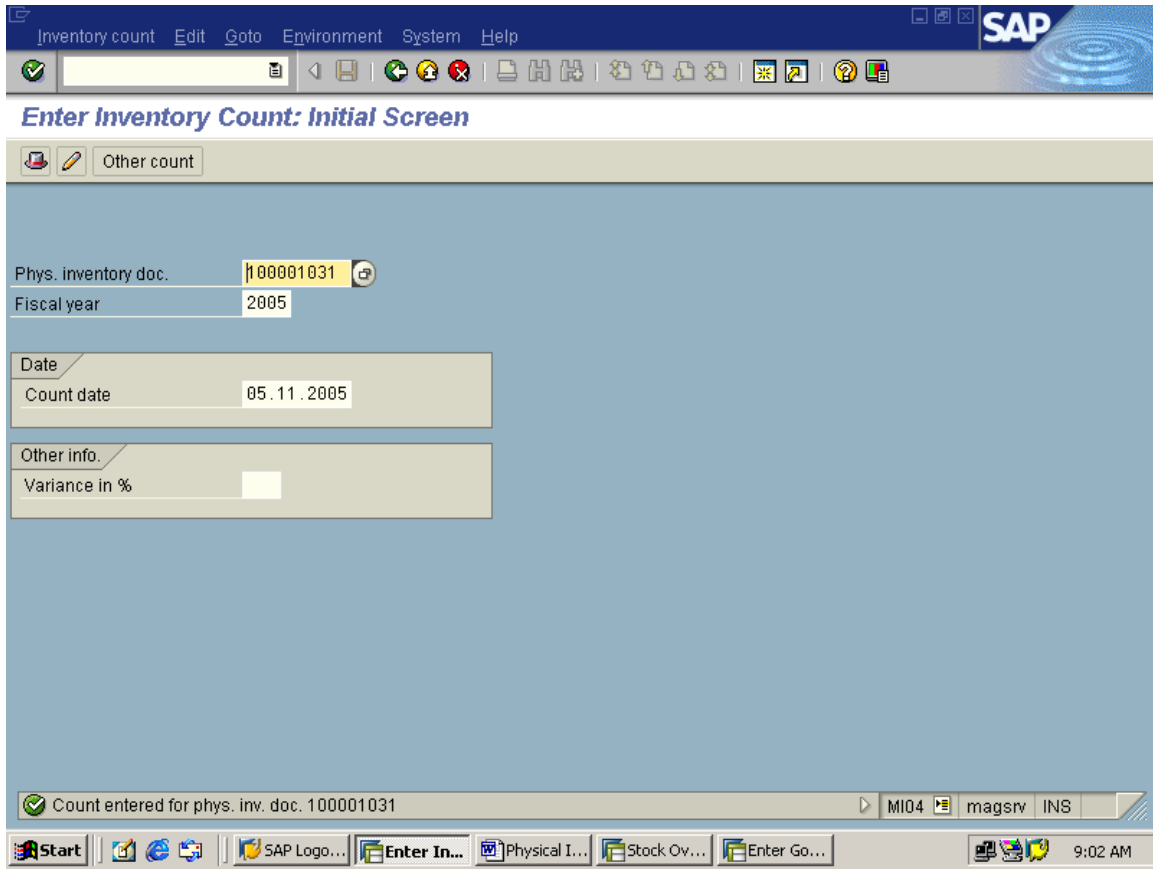 Inventory count Edit Goto Environment System Help
SAP
Enter Inventory Count: Initial Screen
Other count
Phys. inventory doc. 100001031
Fiscal year 2005
Date
Count date 05.11.2005
Other info.
Variance in %
Count entered for phys. inv. doc. 100001031 MI04 magsrv INS
Start SAP Logo... Enter In... Physical I... Stock Ov... Enter Go... 9:02 AM